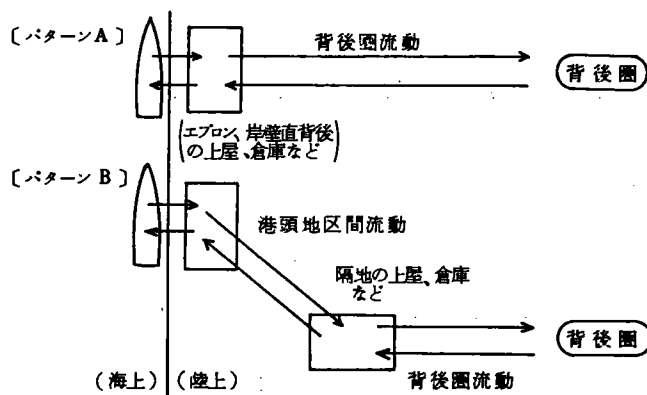 〔パターンA〕
背後圏流動
背後圏
(エプロン、岸壁直背後
の上屋、倉庫など)
〔パターン B 〕
港頭地区間流動
隔地の上屋、倉庫
など
背後圏
(海上)
(陸上)
背後圏流動